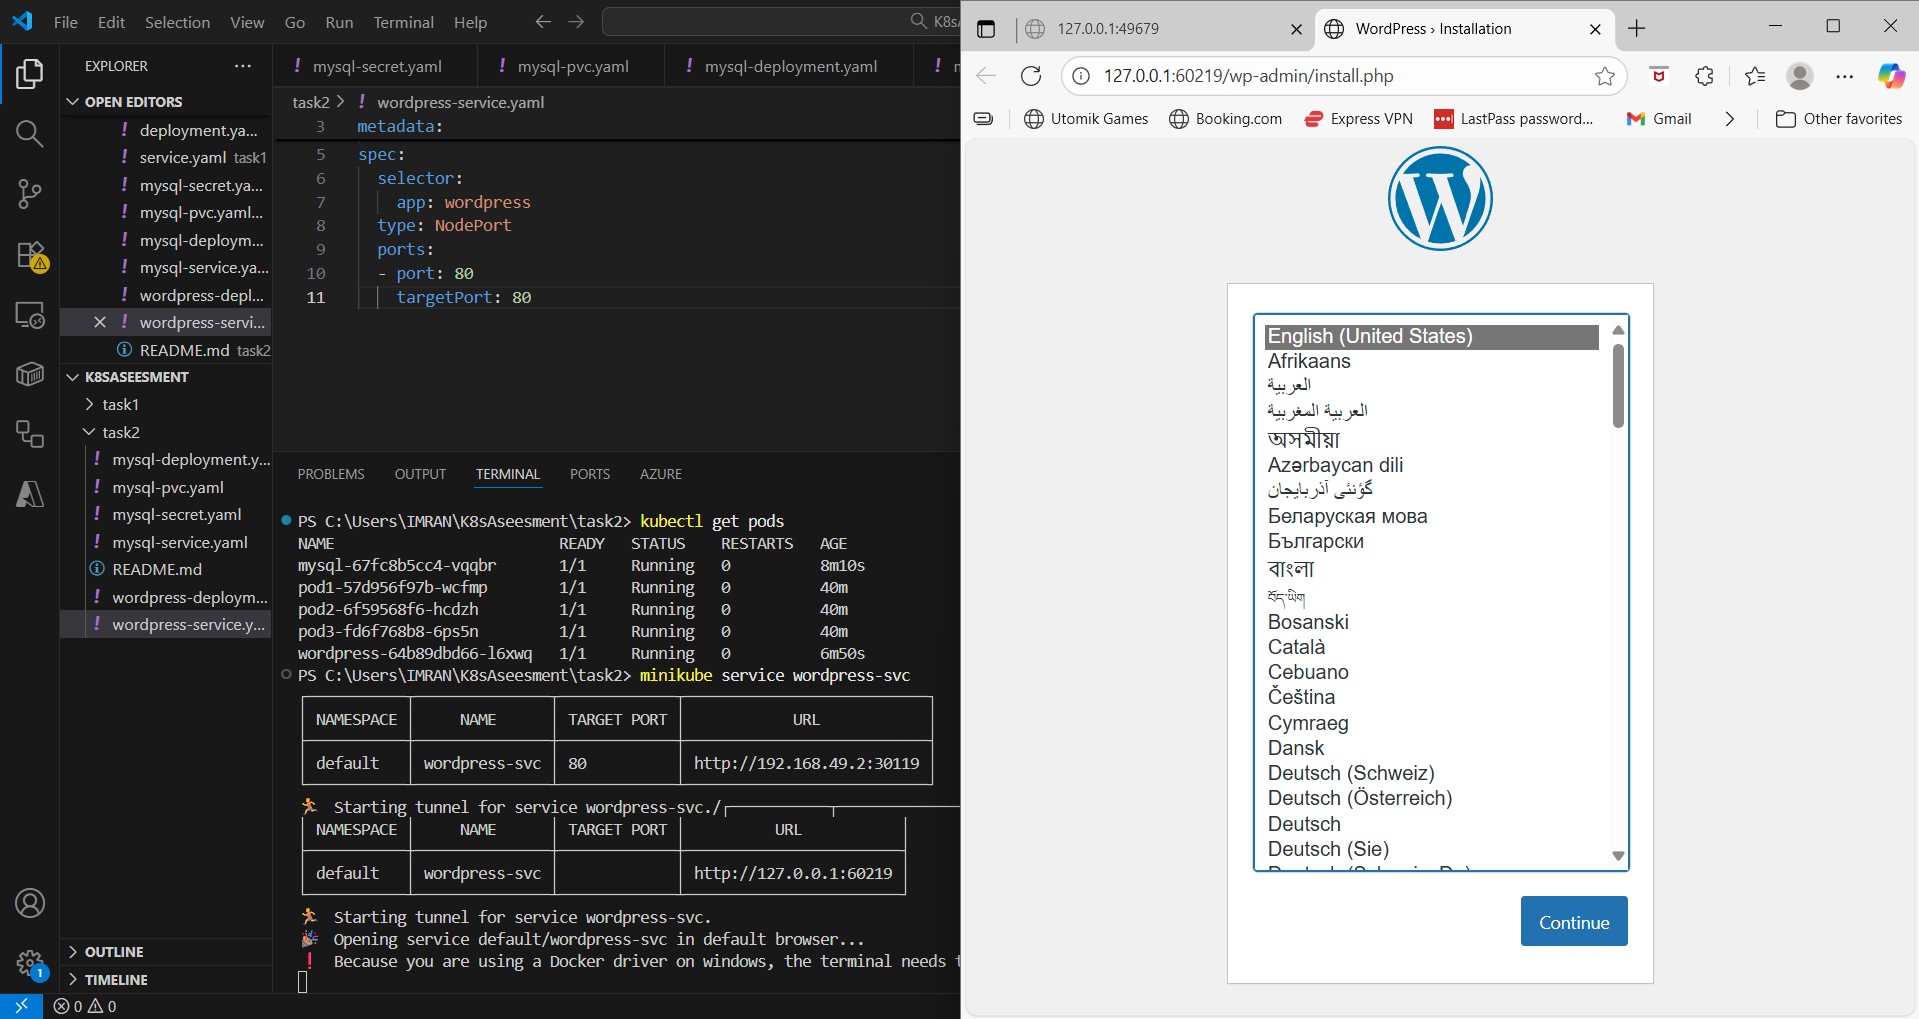 File Edit Selection View Go Run Terminal Help
EXPLORER
OPEN EDITORS
deployment.ya...
service.yaml task1
mysql-secret.ya...
mysql-pvc.yaml...
mysql-deploym...
mysql-service.ya...
wordpress-depl...
wordpress-servi...
README.md task2
K8SASEESMENT
task1
task2
mysql-deployment.y...
mysql-pvc.yaml
mysql-secret.yaml
mysql-service.yaml
README.md
wordpress-deploym...
wordpress-service.y...
OUTLINE
TIMELINE
1
0 0
mysql-secret.yaml mysql-pvc.yaml mysql-deployment.yaml
task2 > ! wordpress-service.yaml
3 metadata:
5 spec:
6 selector:
7 app: wordpress
8 type: NodePort
9 ports:
10 - port: 80
11 targetPort: 80
PROBLEMS OUTPUT TERMINAL PORTS AZURE
PS C:\Users\IMRAN\K8sAseesment\task2> kubectl get pods
NAME READY STATUS RESTARTS AGE
mysql-67fc8b5cc4-vqqbr 1/1 Running 0 8m10s
pod1-57d956f97b-wcfmp 1/1 Running 0 40m
pod2-6f59568f6-hcdzh 1/1 Running 0 40m
pod3-fd6f768b8-6ps5n 1/1 Running 0 40m
wordpress-64b89dbd66-l6xwq 1/1 Running 0 6m50s
PS C:\Users\IMRAN\K8sAseesment\task2> minikube service wordpress-svc
NAMESPACE NAME TARGET PORT URL
default wordpress-svc 80 http://192.168.49.2:30119
Starting tunnel for service wordpress-svc./
NAMESPACE NAME TARGET PORT URL
default wordpress-svc http://127.0.0.1:60219
Starting tunnel for service wordpress-svc.
Opening service default/wordpress-svc in default browser...
! Because you are using a Docker driver on windows, the terminal needs
127.0.0.1:49679
WordPress › Installation
127.0.0.1:60219/wp-admin/install.php
Utomik Games Booking.com Express VPN LastPass password... Gmail Other favorites
English (United States)
Afrikaans
العربية
العربية المغربية
অসমীয়া
Azərbaycan dili
گؤنئی آذربایجان
Беларуская мова
Български
বাংলা
བོད་ཡིག
Bosanski
Català
Cebuano
Čeština
Cymraeg
Dansk
Deutsch (Schweiz)
Deutsch (Österreich)
Deutsch
Deutsch (Sie)
Continue